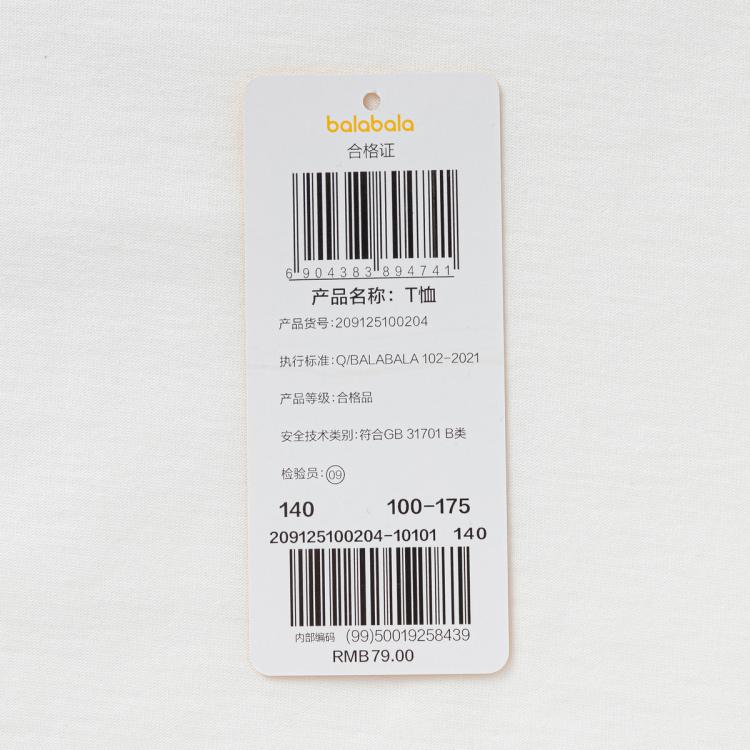 balabala
合格证
6 904383 894741
产品名称：T恤
产品货号:209125100204
执行标准:Q/BALABALA 102-2021
产品等级:合格品
安全技术类别:符合GB 31701 B类
检验员:09
140 100-175
209125100204-10101 140
内部编码 (99)50019258439
RMB79.00